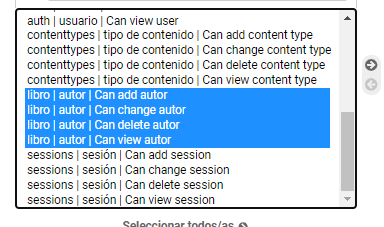 auth | usuario | Can view user
contenttypes | tipo de contenido | Can add content type
contenttypes | tipo de contenido | Can change content type
contenttypes | tipo de contenido | Can delete content type
contenttypes | tipo de contenido | Can view content type
libro | autor | Can add autor
libro | autor | Can change autor
libro | autor | Can delete autor
libro | autor | Can view autor
sessions | sesión | Can add session
sessions | sesión | Can change session
sessions | sesión | Can delete session
sessions | sesión | Can view session
Seleccionar todos/as